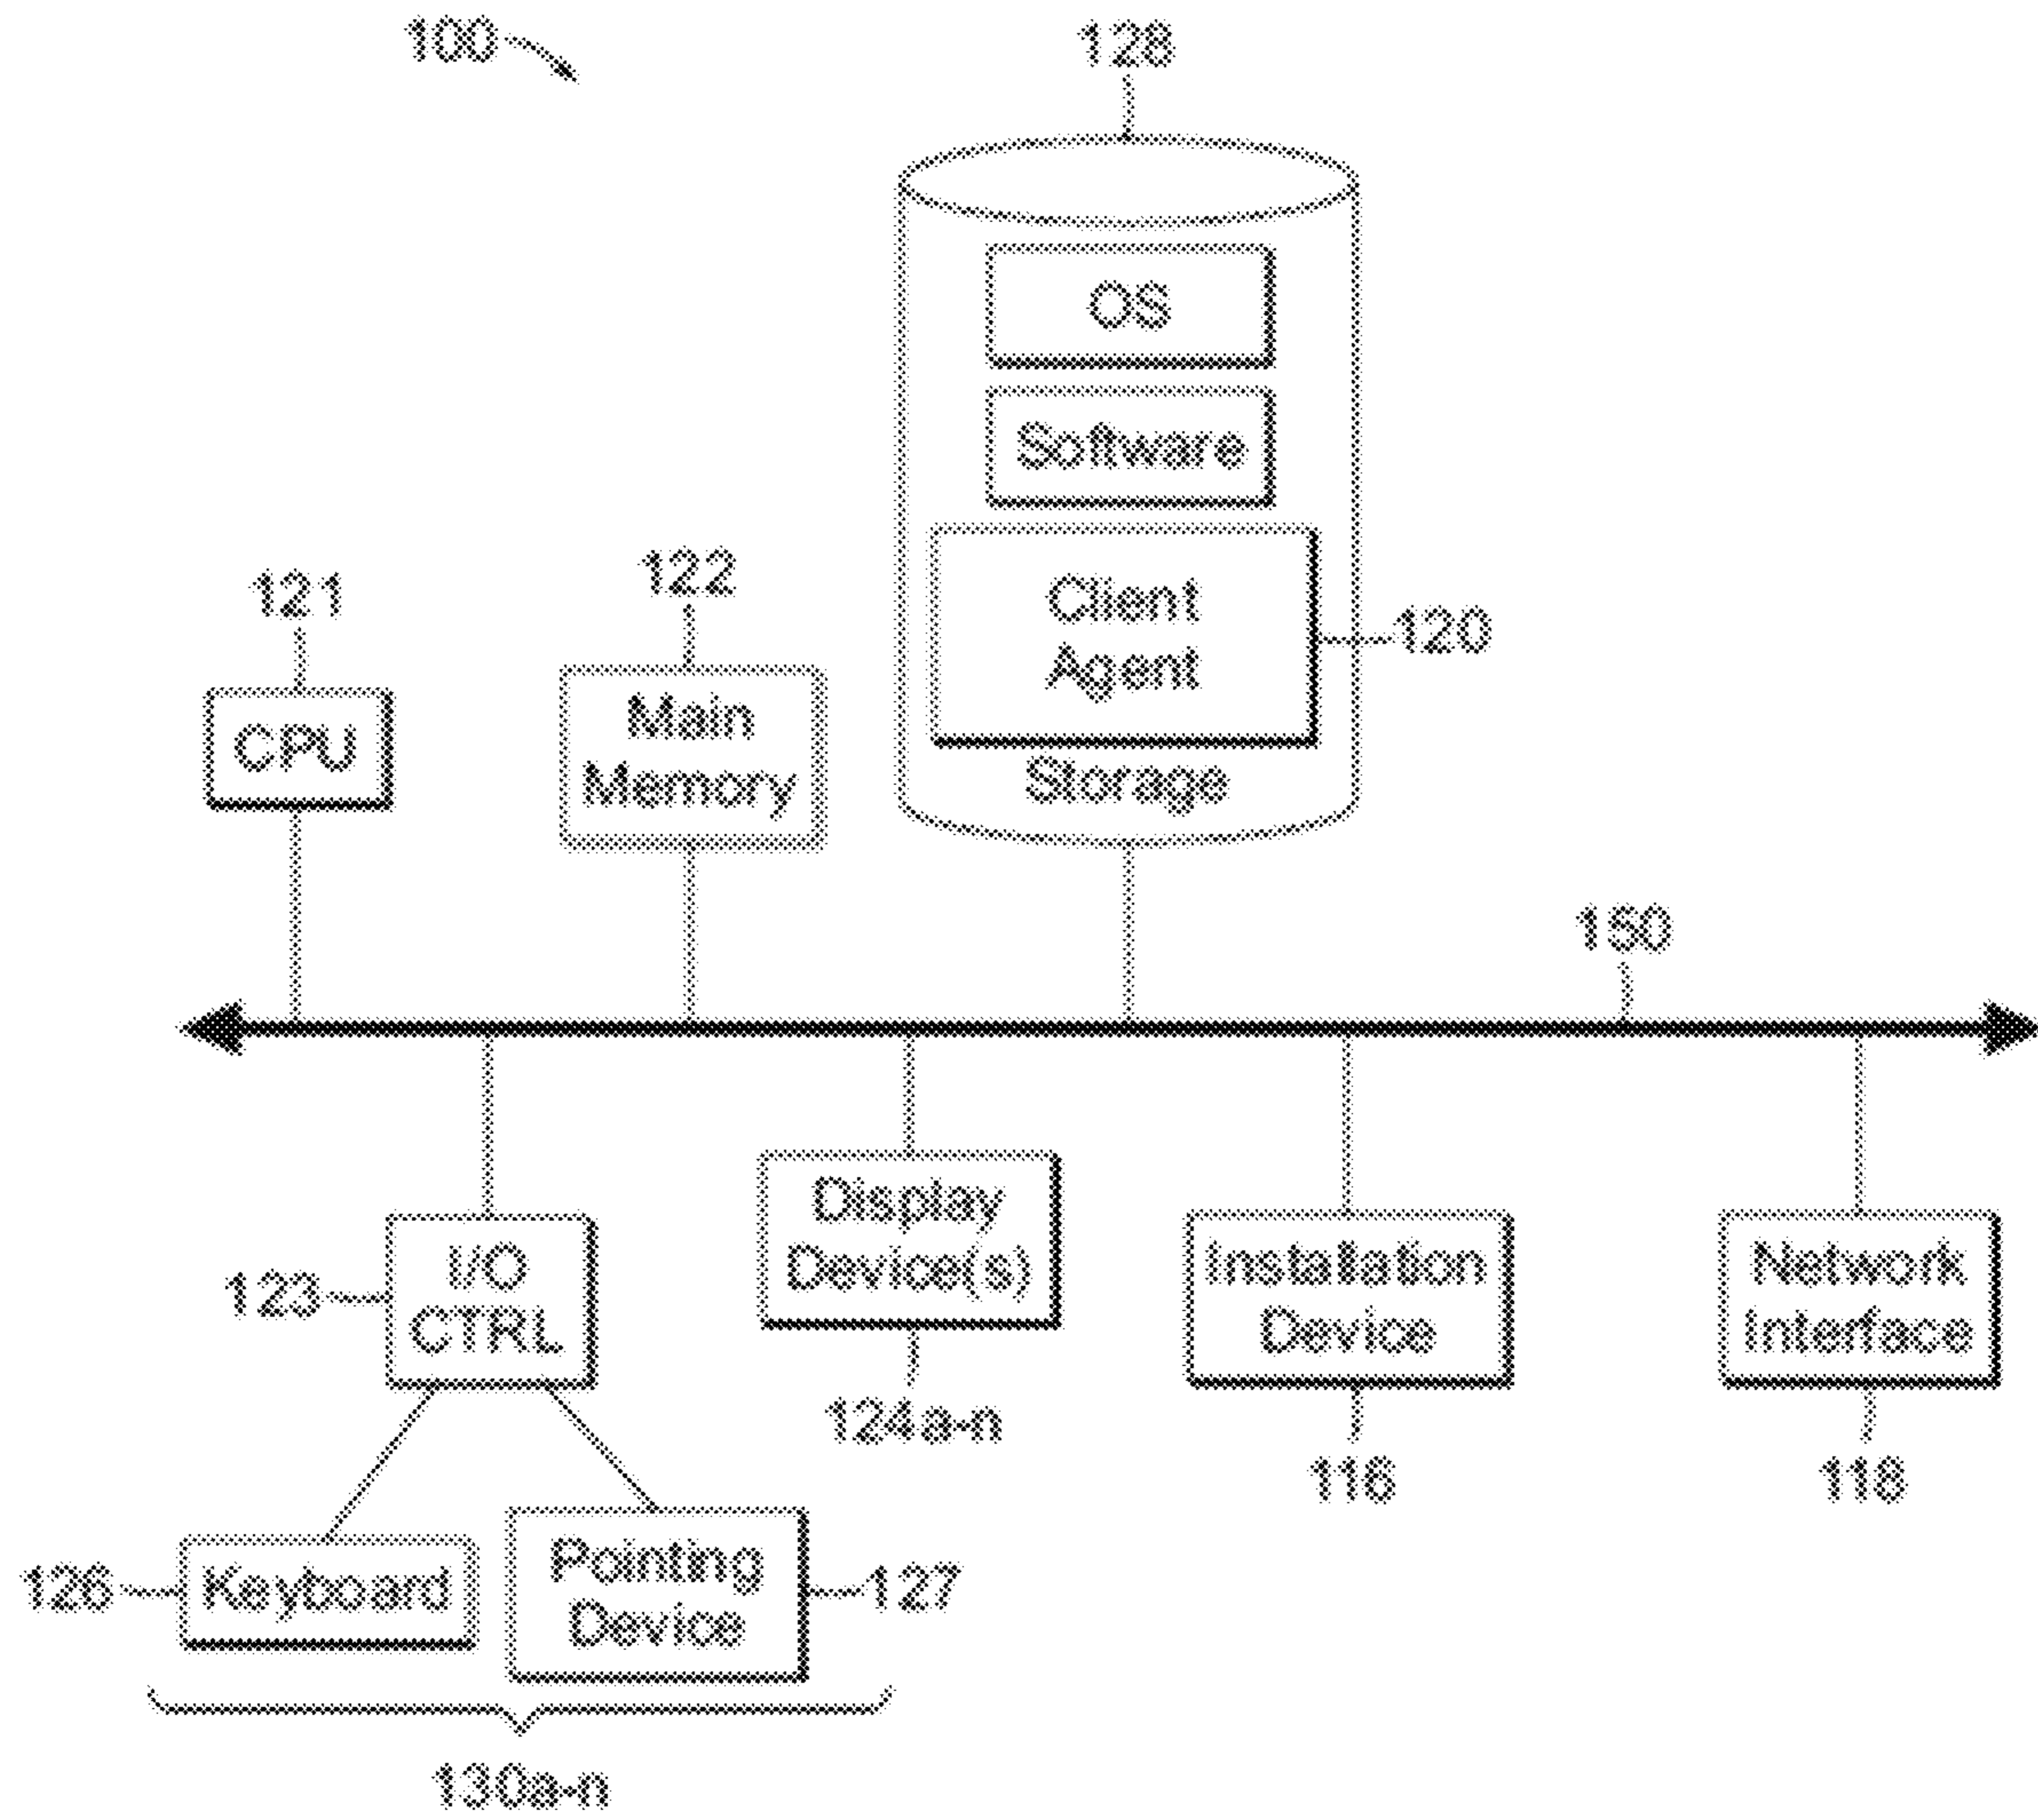 100
128
OS
Software
Client
Agent
120
Storage
121
122
CPU
Main
Memory
150
I/O
CTRL
123
Display
Device(s)
124a-n
Installation
Device
116
Network
Interface
118
126
Keyboard
Pointing
Device
127
130a-n